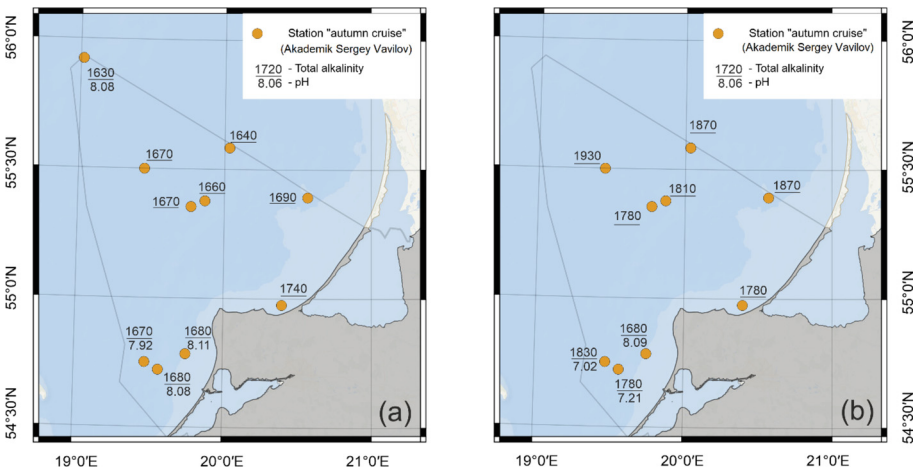 56°0'N
55°30'N
55°0'N
54°30'N
Station "autumn cruise"
(Akademik Sergey Vavilov)
1720 - Total alkalinity
8.06 - pH
1630
8.08
1640
1670
1660
1670
1690
1740
1670
7.92
1680
8.11
1680
8.08
(a)
19°0'E
20°0'E
21°0'E
Station "autumn cruise"
(Akademik Sergey Vavilov)
1720 - Total alkalinity
8.06 - pH
1870
1930
1810
1870
1780
1780
1680
8.09
1830
7.02
1780
7.21
(b)
56°0'N
55°30'N
55°0'N
54°30'N
19°0'E
20°0'E
21°0'E